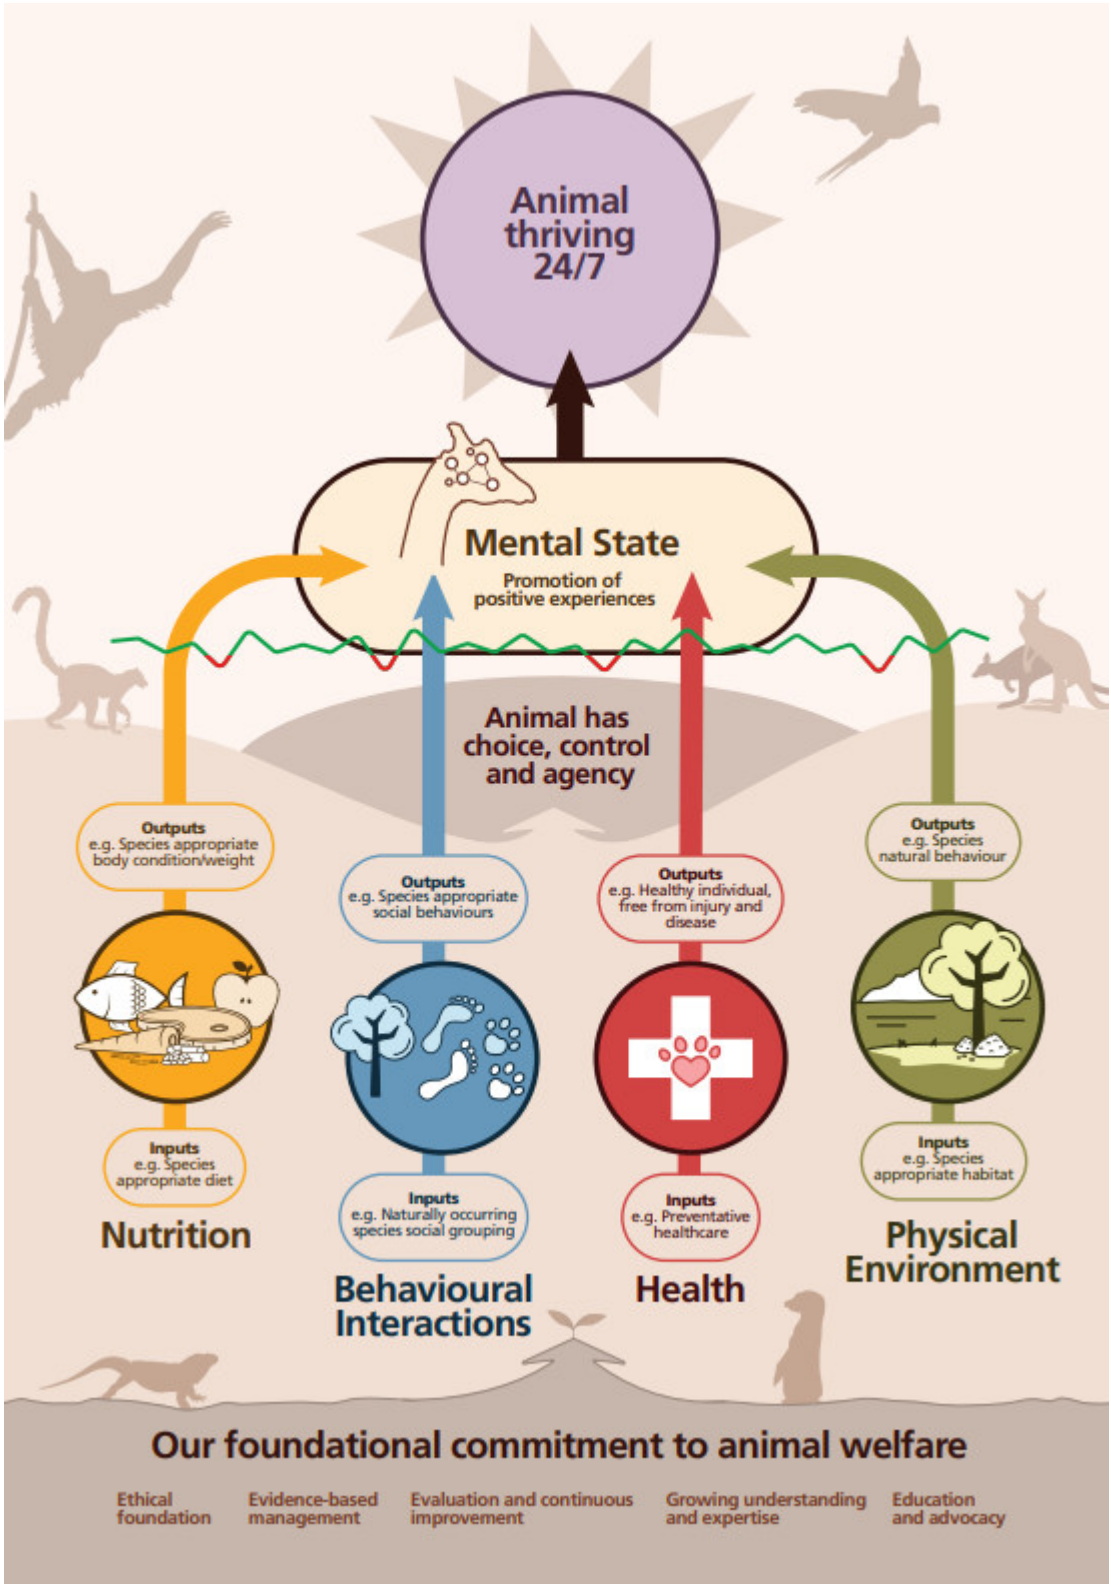 Animal
thriving
24/7
Mental State
Promotion of
positive experiences
Animal has
choice, control
and agency
Outputs
e.g. Species appropriate
body condition/weight
Outputs
e.g. Species appropriate
social behaviours
Outputs
e.g. Healthy individual,
free from injury and
disease
Outputs
e.g. Species
natural behaviour
Inputs
e.g. Species
appropriate diet
Nutrition
Inputs
e.g. Naturally occurring
species social grouping
Behavioural
Interactions
Inputs
e.g. Preventative
healthcare
Health
Inputs
e.g. Species
appropriate habitat
Physical
Environment
Our foundational commitment to animal welfare
Ethical
foundation
Evidence-based
management
Evaluation and continuous
improvement
Growing understanding
and expertise
Education
and advocacy